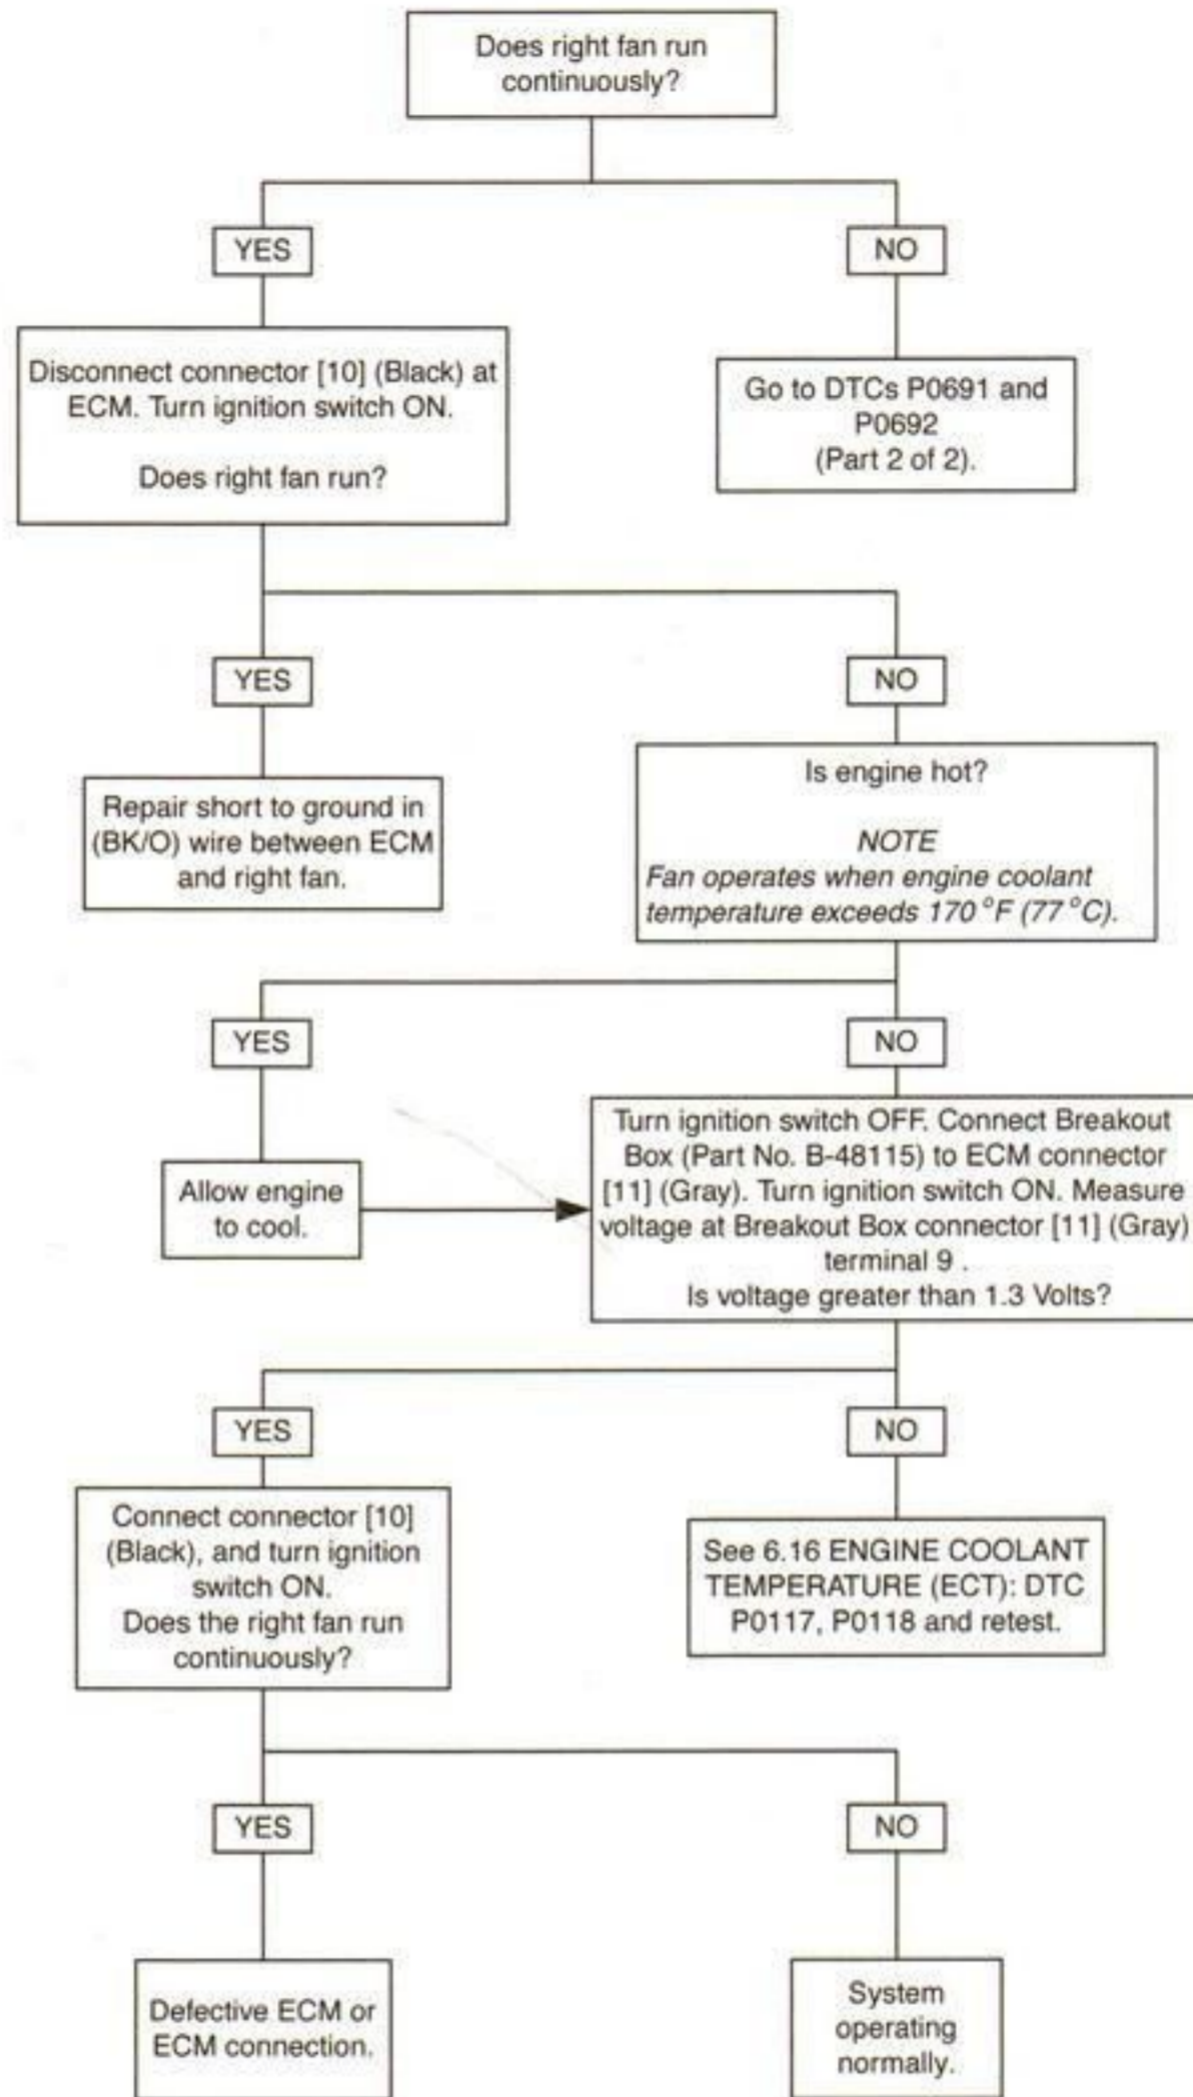 Does right fan run
continuously?
YES
NO
Disconnect connector [10] (Black) at
ECM. Turn ignition switch ON.
Does right fan run?
Go to DTCs P0691 and
P0692
(Part 2 of 2).
YES
NO
Repair short to ground in
(BK/O) wire between ECM
and right fan.
Is engine hot?
NOTE
Fan operates when engine coolant
temperature exceeds 170 °F (77 °C).
YES
NO
Allow engine
to cool.
Turn ignition switch OFF. Connect Breakout
Box (Part No. B-48115) to ECM connector
[11] (Gray). Turn ignition switch ON. Measure
voltage at Breakout Box connector [11] (Gray)
terminal 9 .
Is voltage greater than 1.3 Volts?
YES
NO
Connect connector [10]
(Black), and turn ignition
switch ON.
Does the right fan run
continuously?
See 6.16 ENGINE COOLANT
TEMPERATURE (ECT): DTC
P0117, P0118 and retest.
YES
NO
Defective ECM or
ECM connection.
System
operating
normally.